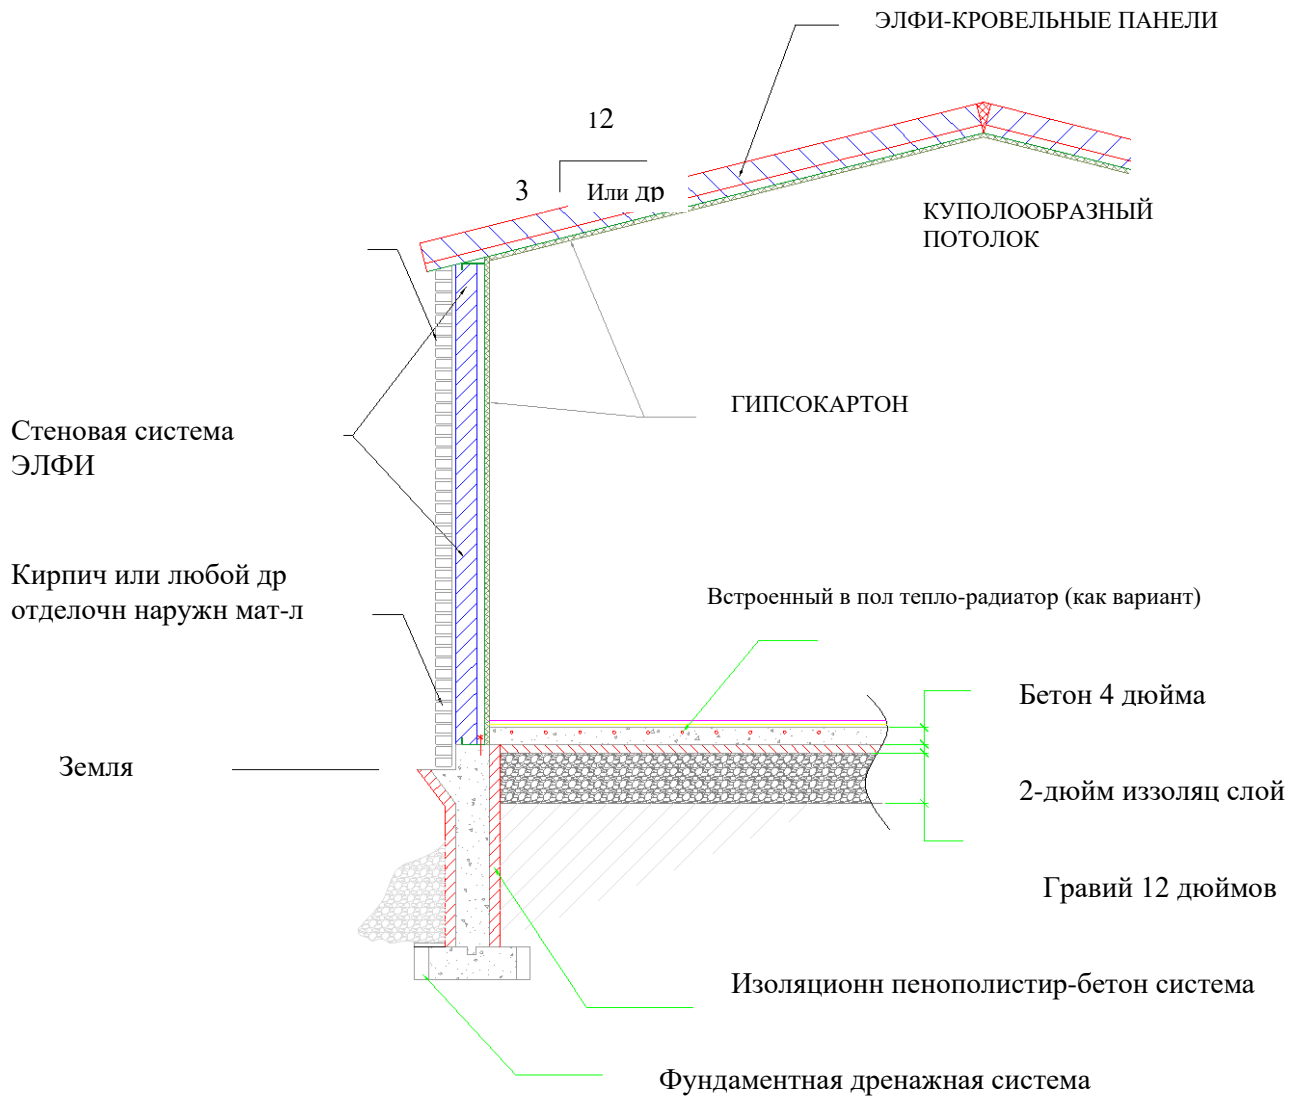 ЭЛФИ-КРОВЕЛЬНЫЕ ПАНЕЛИ
12
3
Или др
КУПОЛООБРАЗНЫЙ
ПОТОЛОК
ГИПСОКАРТОН
Стеновая система
ЭЛФИ
Кирпич или любой др
отделочн наружн мат-л
Встроенный в пол тепло-радиатор (как вариант)
Бетон 4 дюйма
Земля
2-дюйм иззоляц слой
Гравий 12 дюймов
Изоляционн пенополистир-бетон система
Фундаментная дренажная система